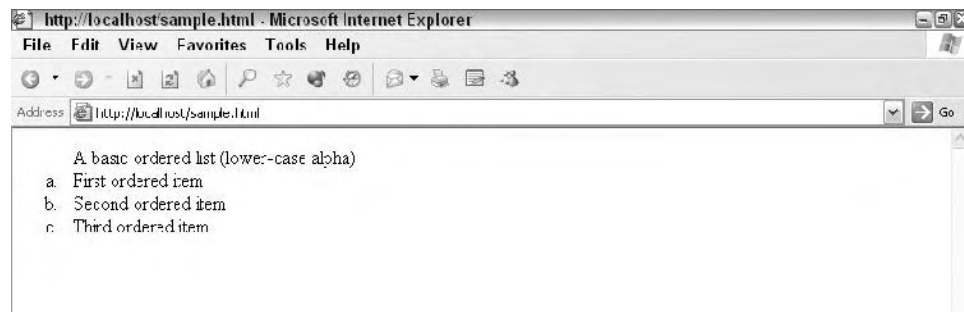 http://localhost/sample.html - Microsoft Internet Explorer
File Edit View Favorites Tools Help
Address http://localhost/sample.html Go
A basic ordered list (lower-case alpha)
a. First ordered item
b. Second ordered item
c. Third ordered item